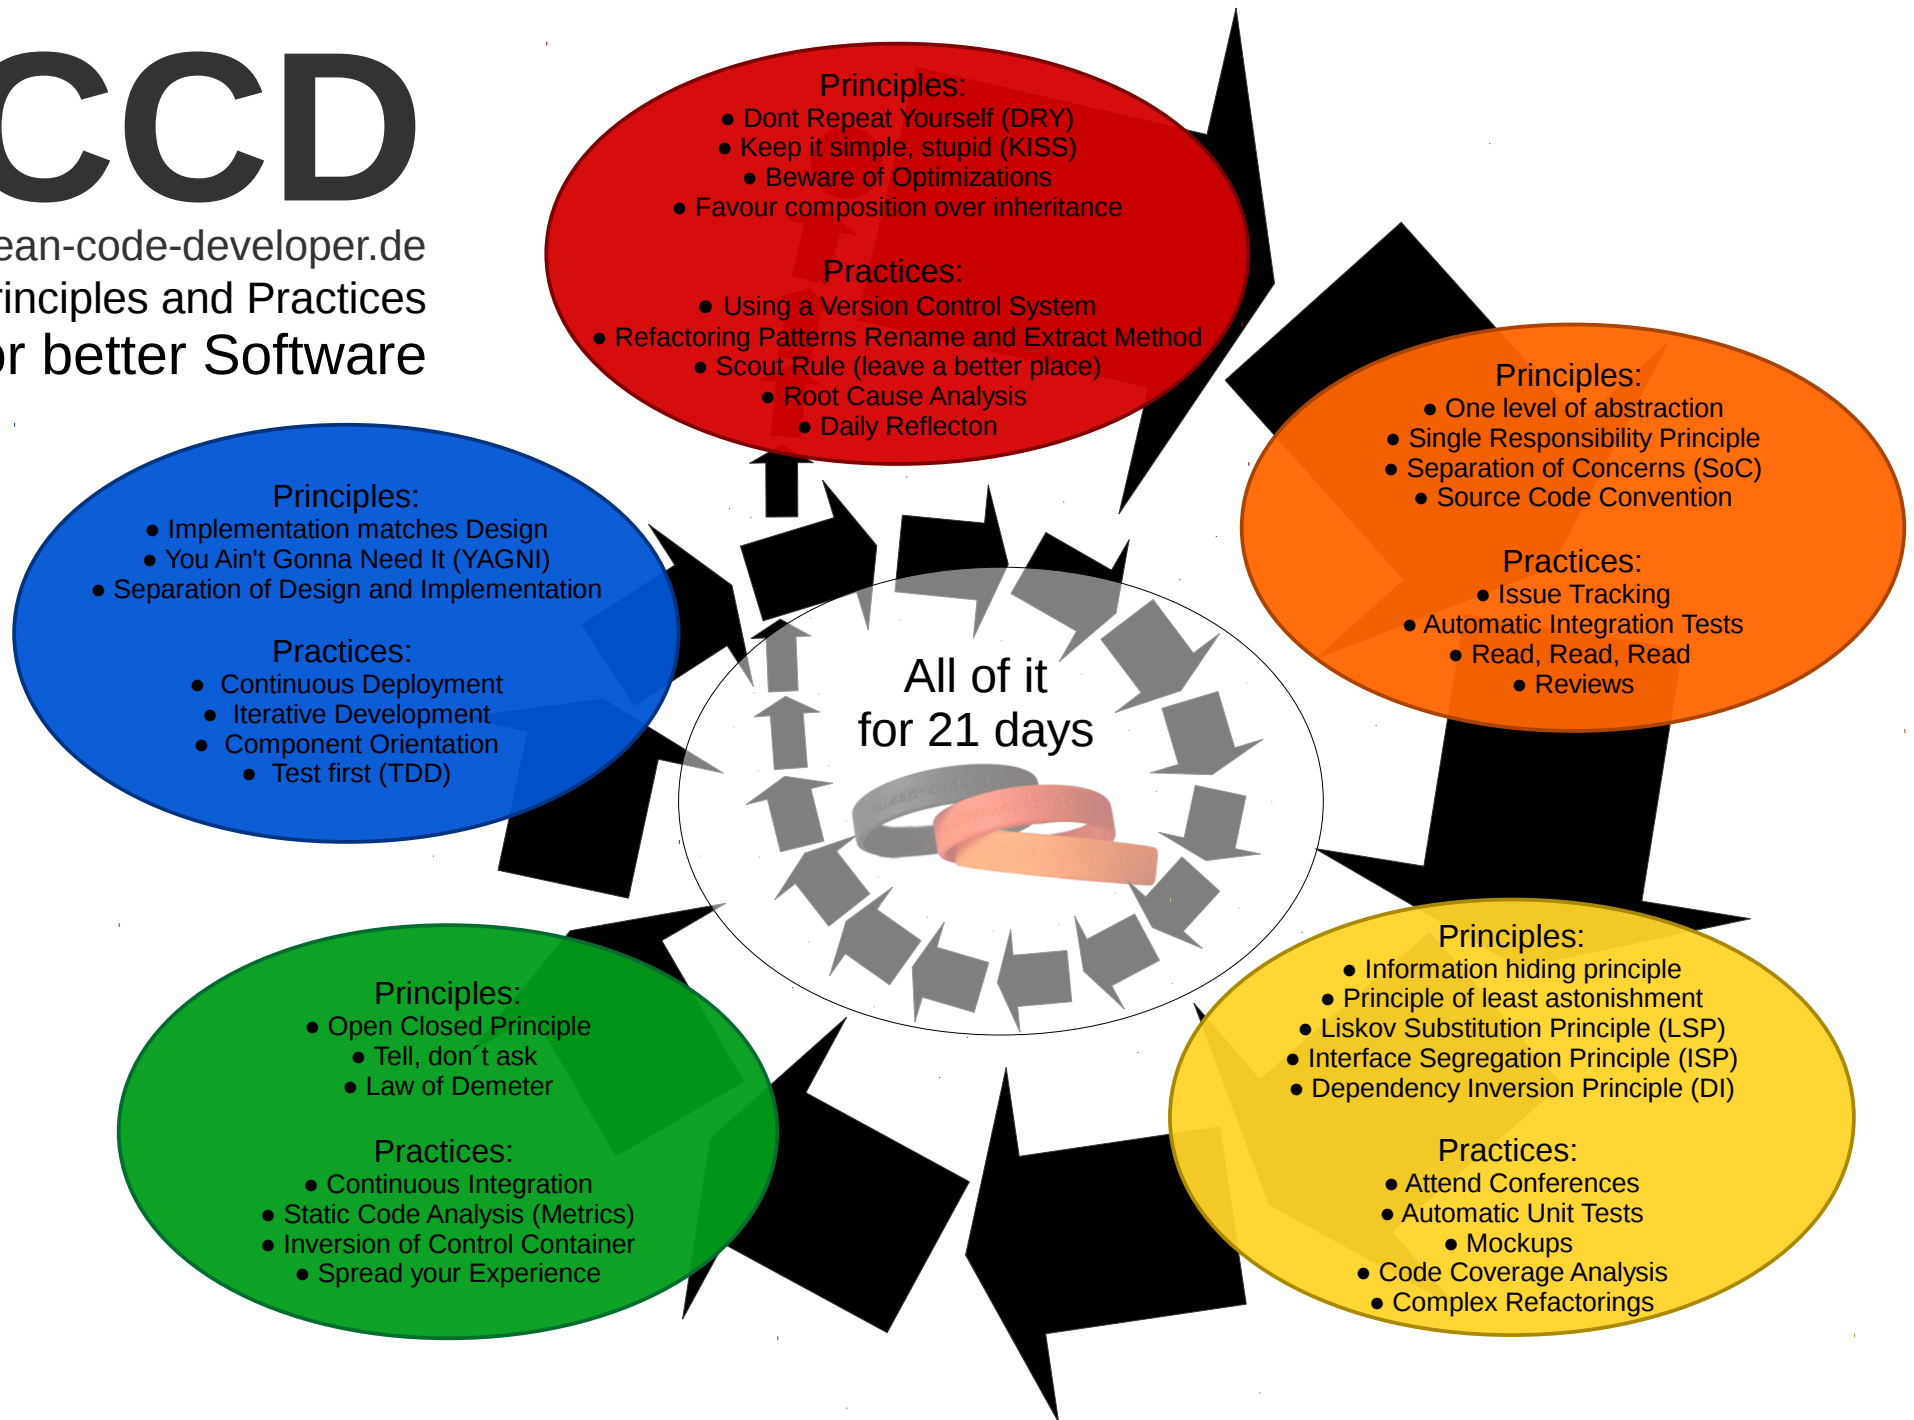 CCD
ean-code-developer.de
rinciples and Practices
or better Software
Principles:
● Dont Repeat Yourself (DRY)
● Keep it simple, stupid (KISS)
● Beware of Optimizations
● Favour composition over inheritance
Practices:
● Using a Version Control System
● Refactoring Patterns Rename and Extract Method
● Scout Rule (leave a better place)
● Root Cause Analysis
● Daily Reflecton
Principles:
● One level of abstraction
● Single Responsibility Principle
● Separation of Concerns (SoC)
● Source Code Convention
Practices:
● Issue Tracking
● Automatic Integration Tests
● Read, Read, Read
● Reviews
Principles:
● Information hiding principle
● Principle of least astonishment
● Liskov Substitution Principle (LSP)
● Interface Segregation Principle (ISP)
● Dependency Inversion Principle (DI)
Practices:
● Attend Conferences
● Automatic Unit Tests
● Mockups
● Code Coverage Analysis
● Complex Refactorings
Principles:
● Open Closed Principle
● Tell, don´t ask
● Law of Demeter
Practices:
● Continuous Integration
● Static Code Analysis (Metrics)
● Inversion of Control Container
● Spread your Experience
Principles:
● Implementation matches Design
● You Ain't Gonna Need It (YAGNI)
● Separation of Design and Implementation
Practices:
● Continuous Deployment
● Iterative Development
● Component Orientation
● Test first (TDD)
All of it
for 21 days